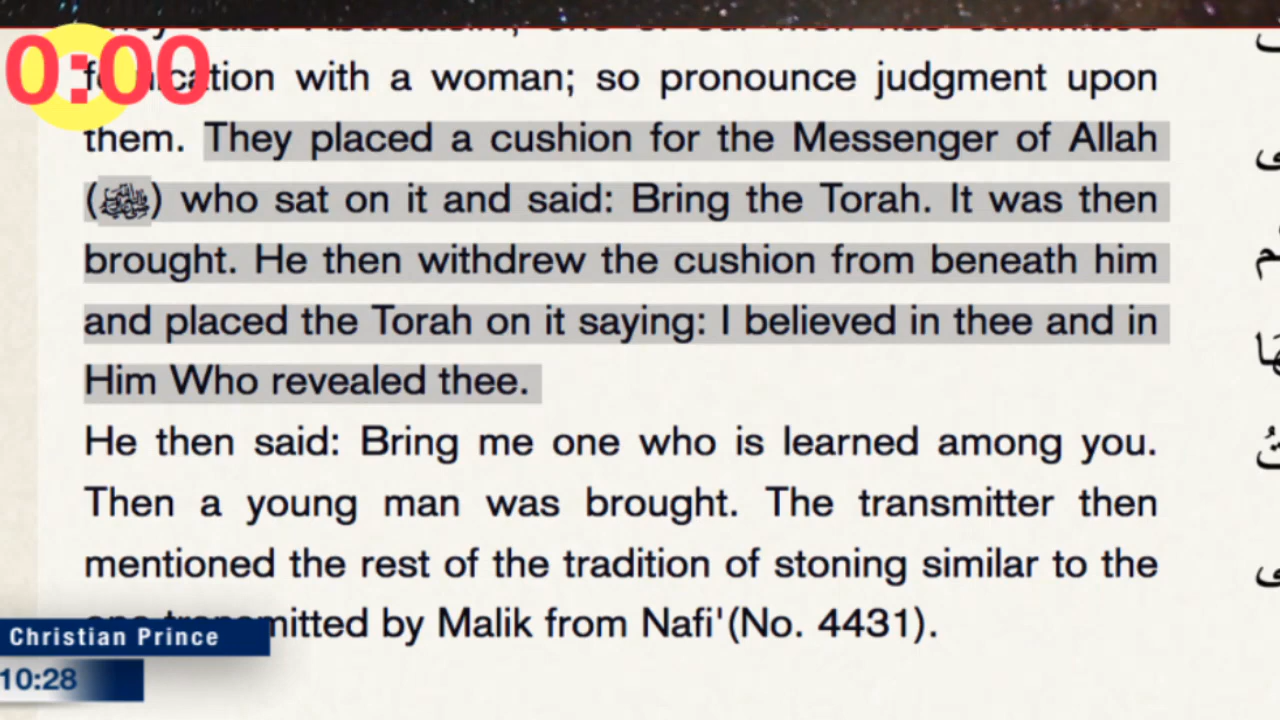 0:00
fornication with a woman; so pronounce judgment upon
them. They placed a cushion for the Messenger of Allah
(ﷺ) who sat on it and said: Bring the Torah. It was then
brought. He then withdrew the cushion from beneath him
and placed the Torah on it saying: I believed in thee and in
Him Who revealed thee.
He then said: Bring me one who is learned among you.
Then a young man was brought. The transmitter then
mentioned the rest of the tradition of stoning similar to the
one transmitted by Malik from Nafi'(No. 4431).
Christian Prince
10:28